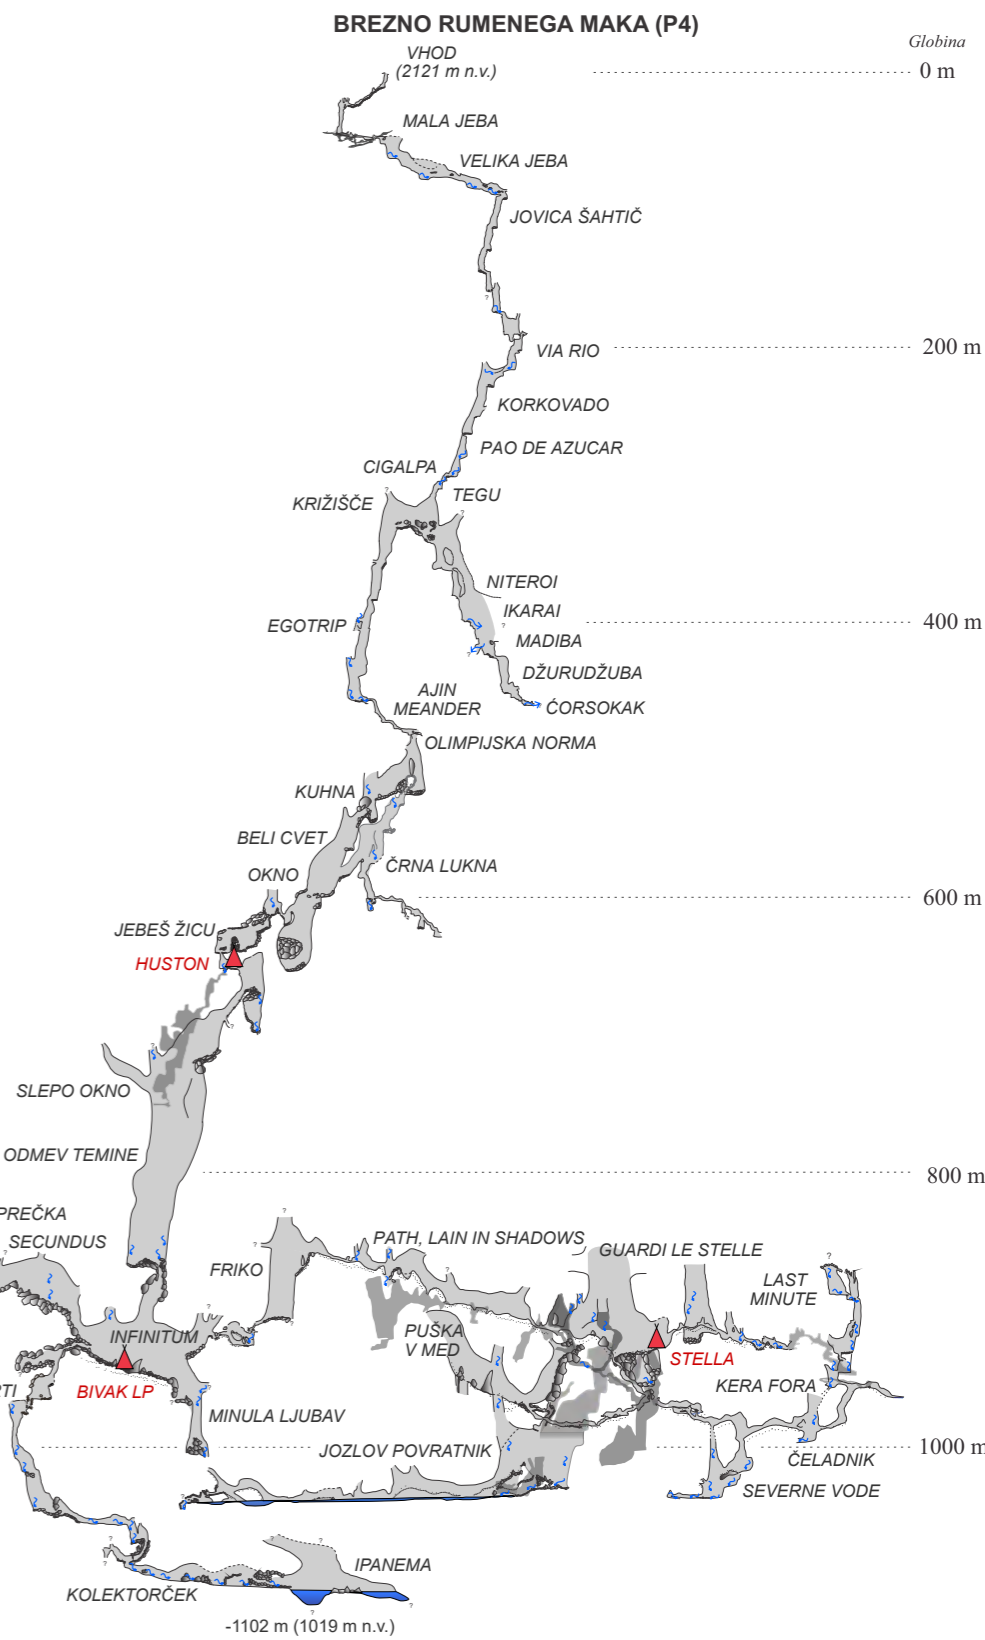 BREZNO RUMENEGA MAKA (P4)
Globina
VHOD
(2121 m n.v.)
0 m
MALA JEBA
VELIKA JEBA
JOVICA ŠAHTIČ
VIA RIO
200 m
KORKOVADO
PAO DE AZUCAR
CIGALPA
TEGU
KRIŽIŠČE
NITEROI
IKARAI
400 m
EGOTRIP
MADIBA
DŽURUDŽUBA
AJIN
MEANDER
ĆORSOKAK
OLIMPIJSKA NORMA
KUHNA
BELI CVET
ČRNA LUKNA
OKNO
600 m
JEBEŠ ŽICU
HUSTON
SLEPO OKNO
ODMEV TEMINE
800 m
PREČKA
SECUNDUS
PATH, LAIN IN SHADOWS
GUARDI LE STELLE
FRIKO
LAST
MINUTE
INFINITUM
PUŠKA
V MED
STELLA
RTI
BIVAK LP
KERA FORA
MINULA LJUBAV
JOZLOV POVRATNIK
1000 m
ČELADNIK
SEVERNE VODE
IPANEMA
KOLEKTORČEK
-1102 m (1019 m n.v.)